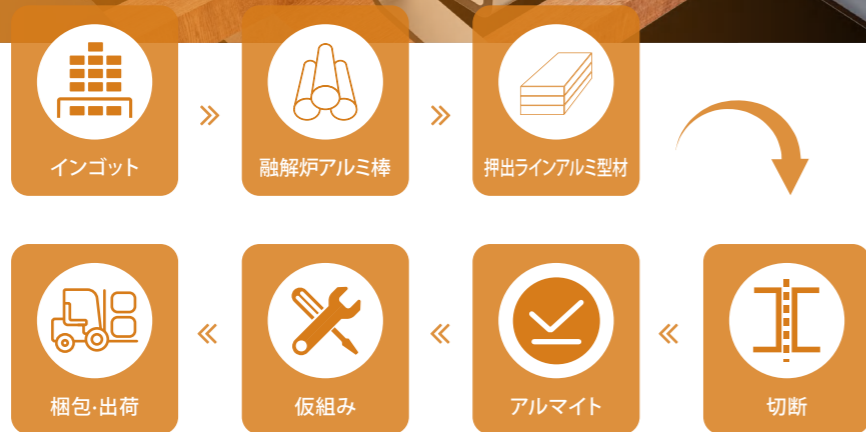 インゴット
融解炉アルミ棒
押出ラインアルミ型材
切断
アルマイト
仮組み
梱包·出荷